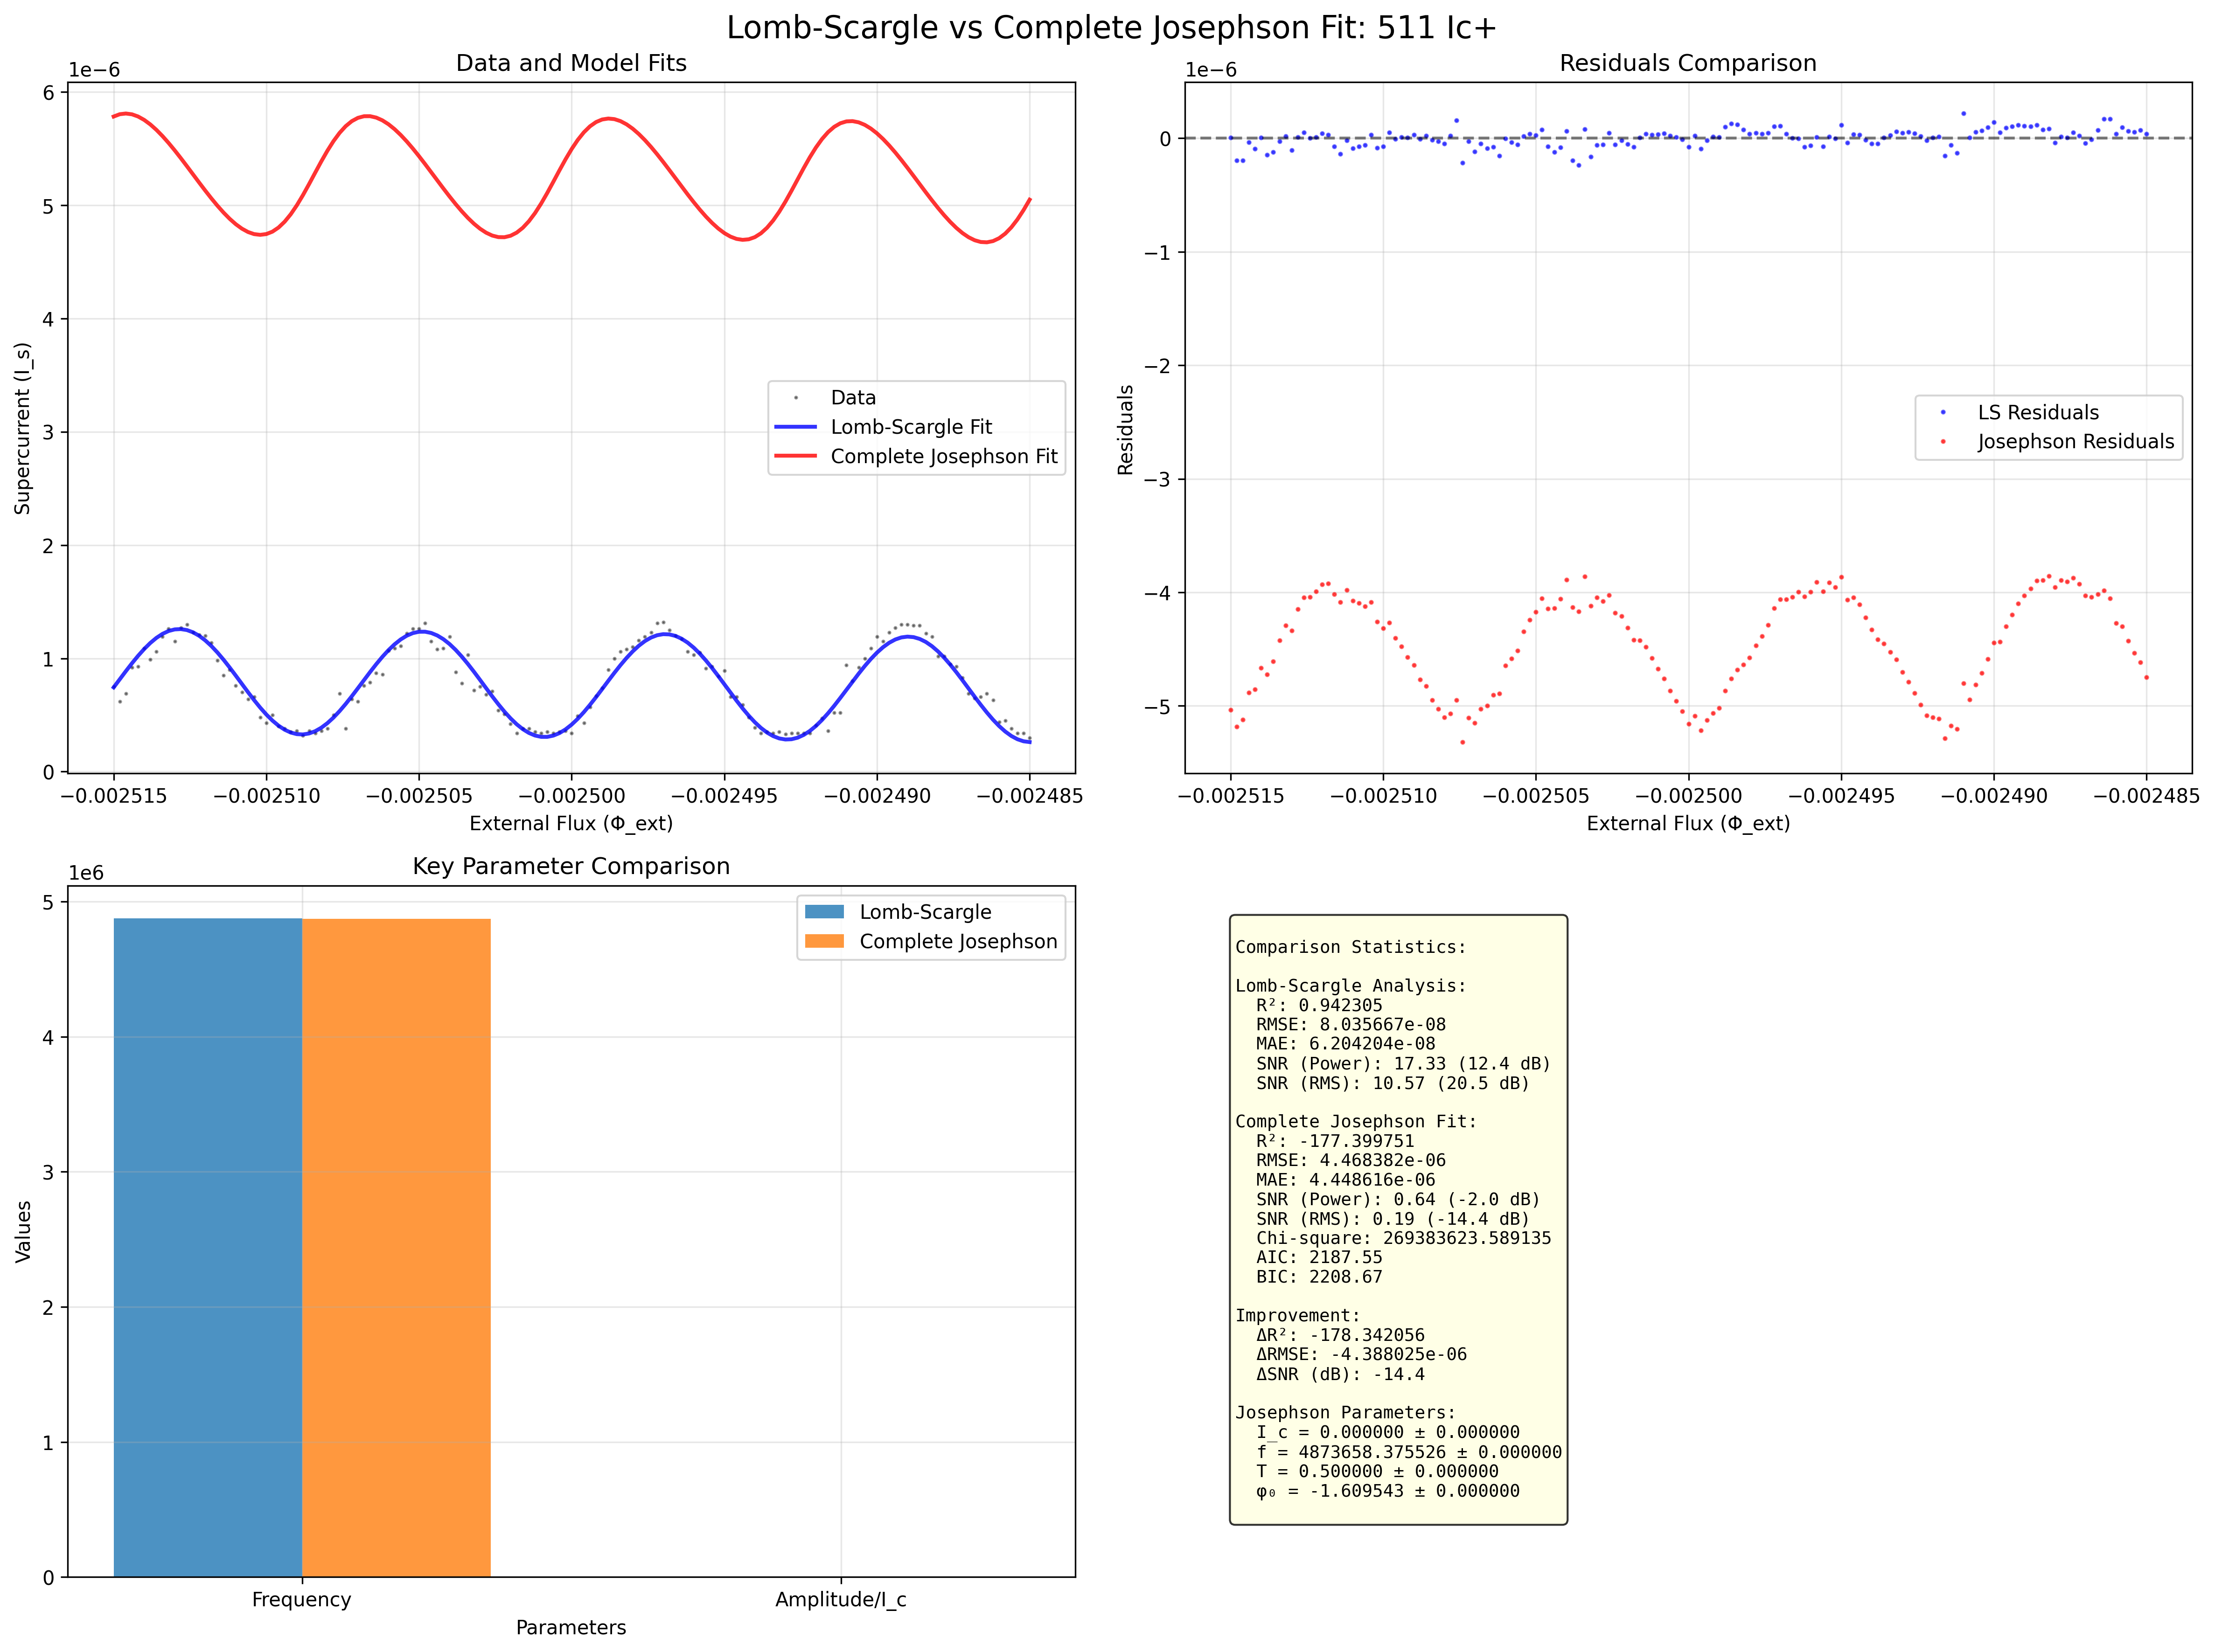 Lomb-Scargle vs Complete Josephson Fit: 511 Ic+
Data and Model Fits
1e−6
6
5
4
3
2
1
0
Supercurrent (I_s)
Data
Lomb-Scargle Fit
Complete Josephson Fit
−0.002515 −0.002510 −0.002505 −0.002500 −0.002495 −0.002490 −0.002485
External Flux (Φ_ext)
Residuals Comparison
1e−6
0
−1
−2
−3
−4
−5
Residuals
LS Residuals
Josephson Residuals
−0.002515 −0.002510 −0.002505 −0.002500 −0.002495 −0.002490 −0.002485
External Flux (Φ_ext)
Key Parameter Comparison
1e6
5
4
3
2
1
0
Values
Lomb-Scargle
Complete Josephson
Frequency Amplitude/I_c
Parameters
Comparison Statistics:
Lomb-Scargle Analysis:
R²: 0.942305
RMSE: 8.035667e-08
MAE: 6.204204e-08
SNR (Power): 17.33 (12.4 dB)
SNR (RMS): 10.57 (20.5 dB)
Complete Josephson Fit:
R²: -177.399751
RMSE: 4.468382e-06
MAE: 4.448616e-06
SNR (Power): 0.64 (-2.0 dB)
SNR (RMS): 0.19 (-14.4 dB)
Chi-square: 269383623.589135
AIC: 2187.55
BIC: 2208.67
Improvement:
ΔR²: -178.342056
ΔRMSE: -4.388025e-06
ΔSNR (dB): -14.4
Josephson Parameters:
I_c = 0.000000 ± 0.000000
f = 4873658.375526 ± 0.000000
T = 0.500000 ± 0.000000
φ₀ = -1.609543 ± 0.000000